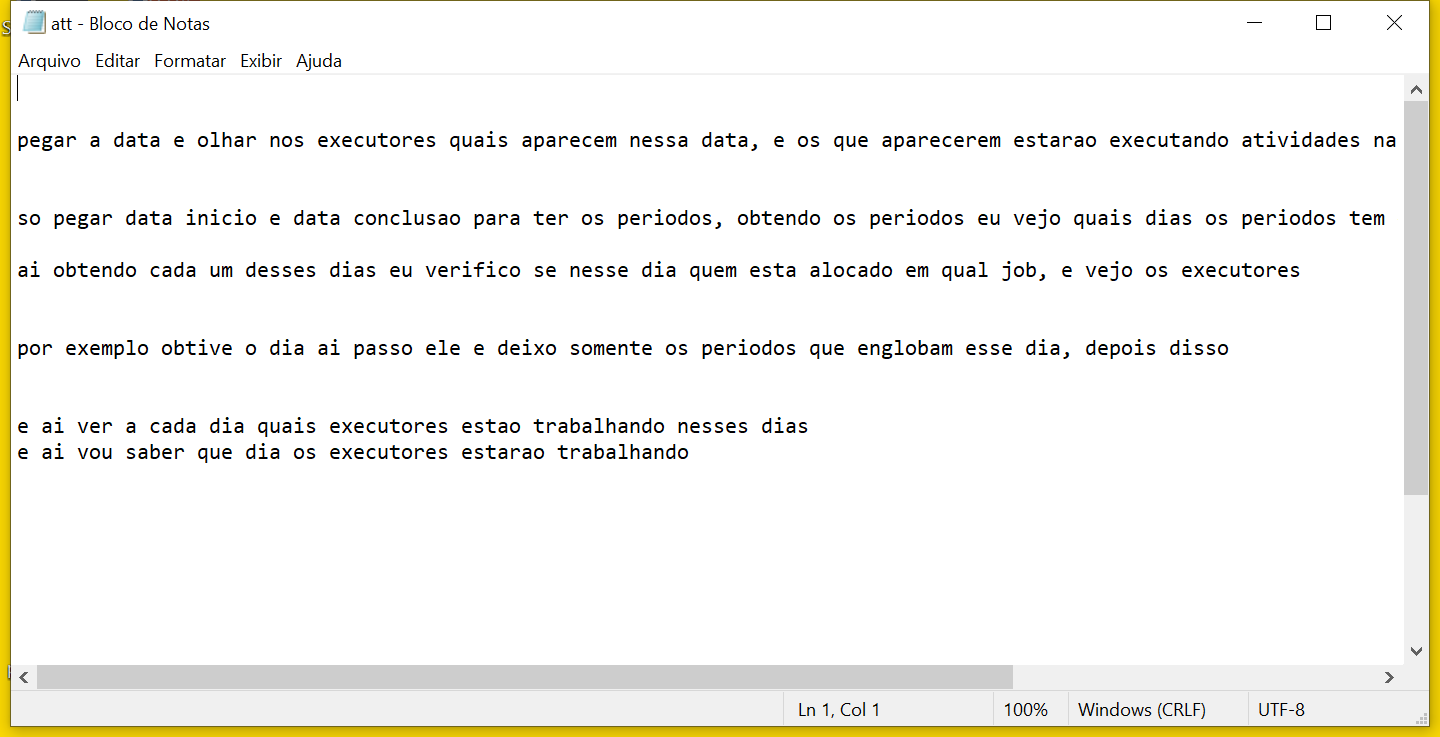 att - Bloco de Notas
Arquivo Editar Formatar Exibir Ajuda
pegar a data e olhar nos executores quais aparecem nessa data, e os que aparecerem estarao executando atividades na
so pegar data inicio e data conclusao para ter os periodos, obtendo os periodos eu vejo quais dias os periodos tem
ai obtendo cada um desses dias eu verifico se nesse dia quem esta alocado em qual job, e vejo os executores
por exemplo obtive o dia ai passo ele e deixo somente os periodos que englobam esse dia, depois disso
e ai ver a cada dia quais executores estao trabalhando nesses dias
e ai vou saber que dia os executores estarao trabalhando
Ln 1, Col 1 100% Windows (CRLF) UTF-8